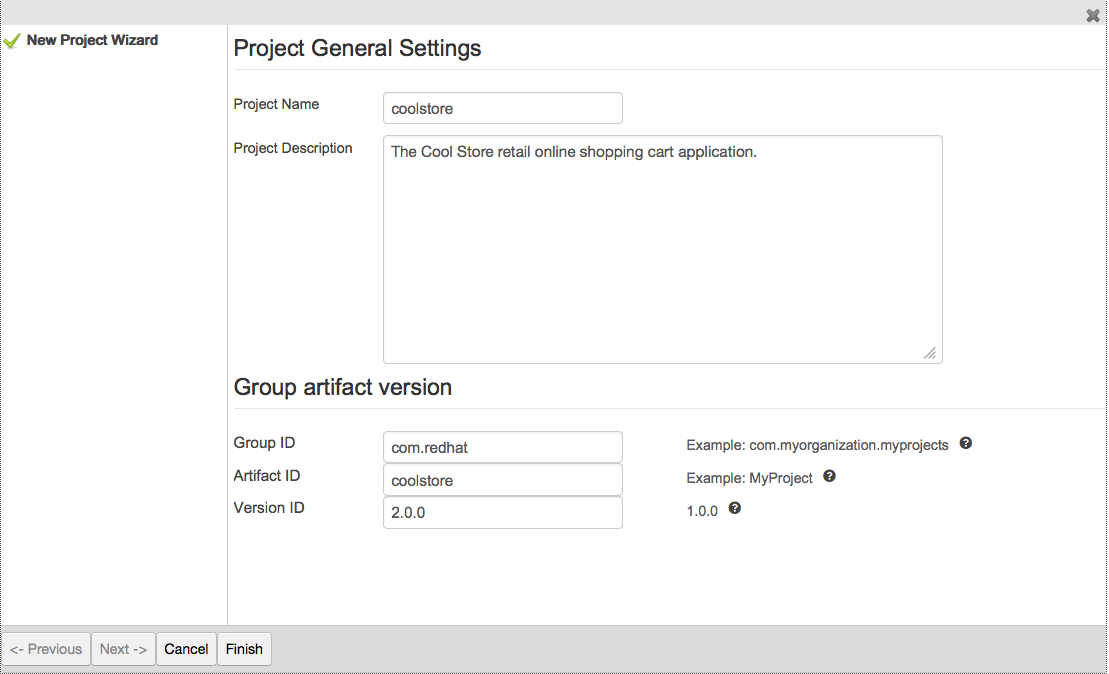 New Project Wizard
Project General Settings
Project Name
coolstore
Project Description
The Cool Store retail online shopping cart application.
Group artifact version
Group ID
com.redhat
Example: com.myorganization.myprojects ?
Artifact ID
coolstore
Example: MyProject ?
Version ID
2.0.0
1.0.0 ?
<- Previous
Next ->
Cancel
Finish